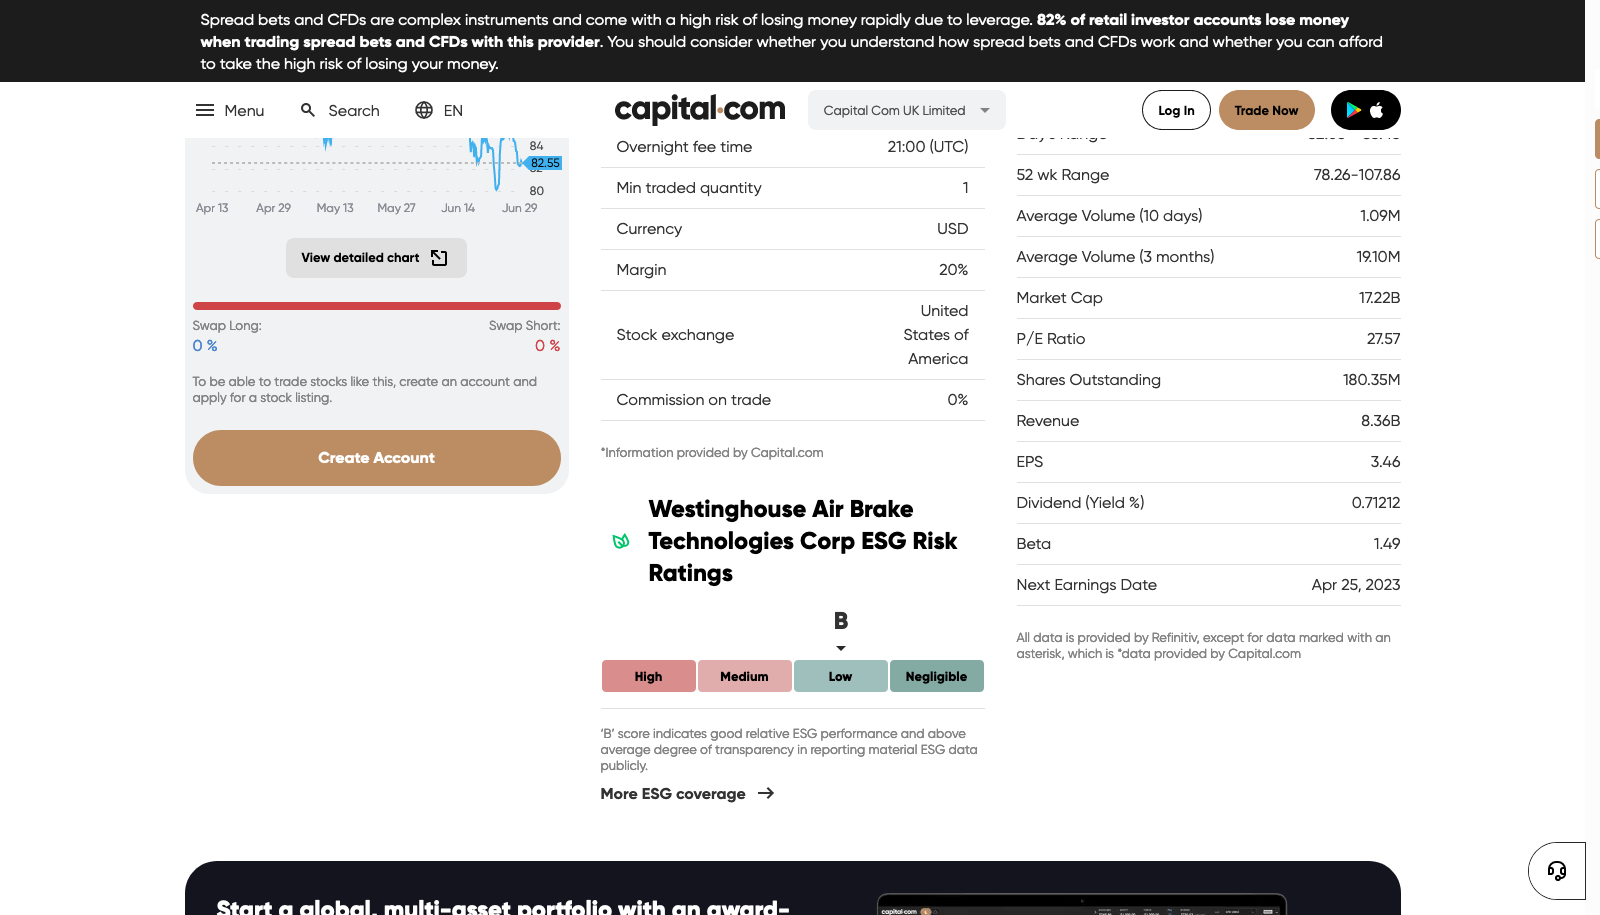 Spread bets and CFDs are complex instruments and come with a high risk of losing money rapidly due to leverage. 82% of retail investor accounts lose money
when trading spread bets and CFDs with this provider. You should consider whether you understand how spread bets and CFDs work and whether you can afford
to take the high risk of losing your money.
Menu
Search
EN
capital.com
Capital Com UK Limited
Log In
Trade Now
84
82.55
80
Apr 13
Apr 29
May 13
May 27
Jun 14
Jun 29
View detailed chart
Swap Long:
Swap Short:
0 %
0 %
To be able to trade stocks like this, create an account and
apply for a stock listing.
Create Account
Overnight fee time 21:00 (UTC)
Min traded quantity 1
Currency USD
Margin 20%
Stock exchange
United
States of
America
Commission on trade 0%
*Information provided by Capital.com
Westinghouse Air Brake
Technologies Corp ESG Risk
Ratings
B
High
Medium
Low
Negligible
'B' score indicates good relative ESG performance and above
average degree of transparency in reporting material ESG data
publicly.
More ESG coverage
52 wk Range 78.26-107.86
Average Volume (10 days) 1.09M
Average Volume (3 months) 19.10M
Market Cap 17.22B
P/E Ratio 27.57
Shares Outstanding 180.35M
Revenue 8.36B
EPS 3.46
Dividend (Yield %) 0.71212
Beta 1.49
Next Earnings Date Apr 25, 2023
All data is provided by Refinitiv, except for data marked with an
asterisk, which is *data provided by Capital.com
Start a global, multi-asset portfolio with an award-
capital.com